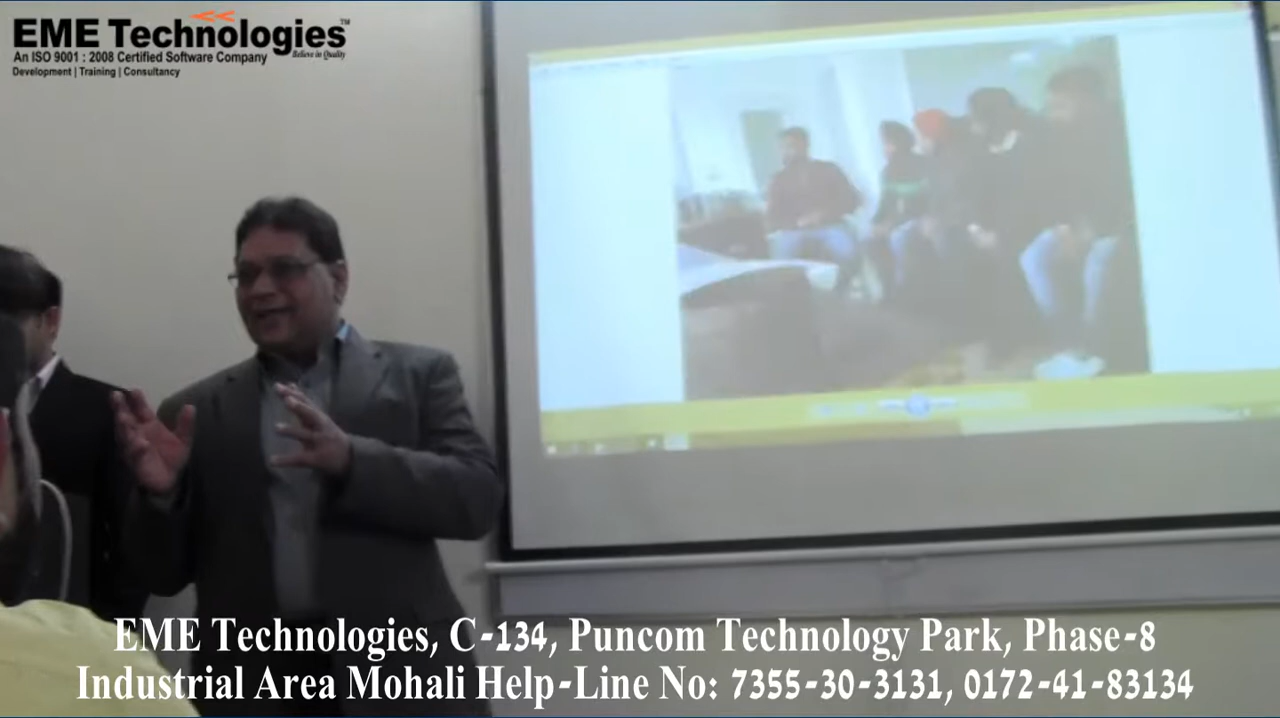 EME Technologies™
An ISO 9001 : 2008 Certified Software Company Believe in Quality
Development | Training | Consultancy
EME Technologies, C-134, Puncom Technology Park, Phase-8
Industrial Area Mohali Help-Line No: 7355-30-3131, 0172-41-83134